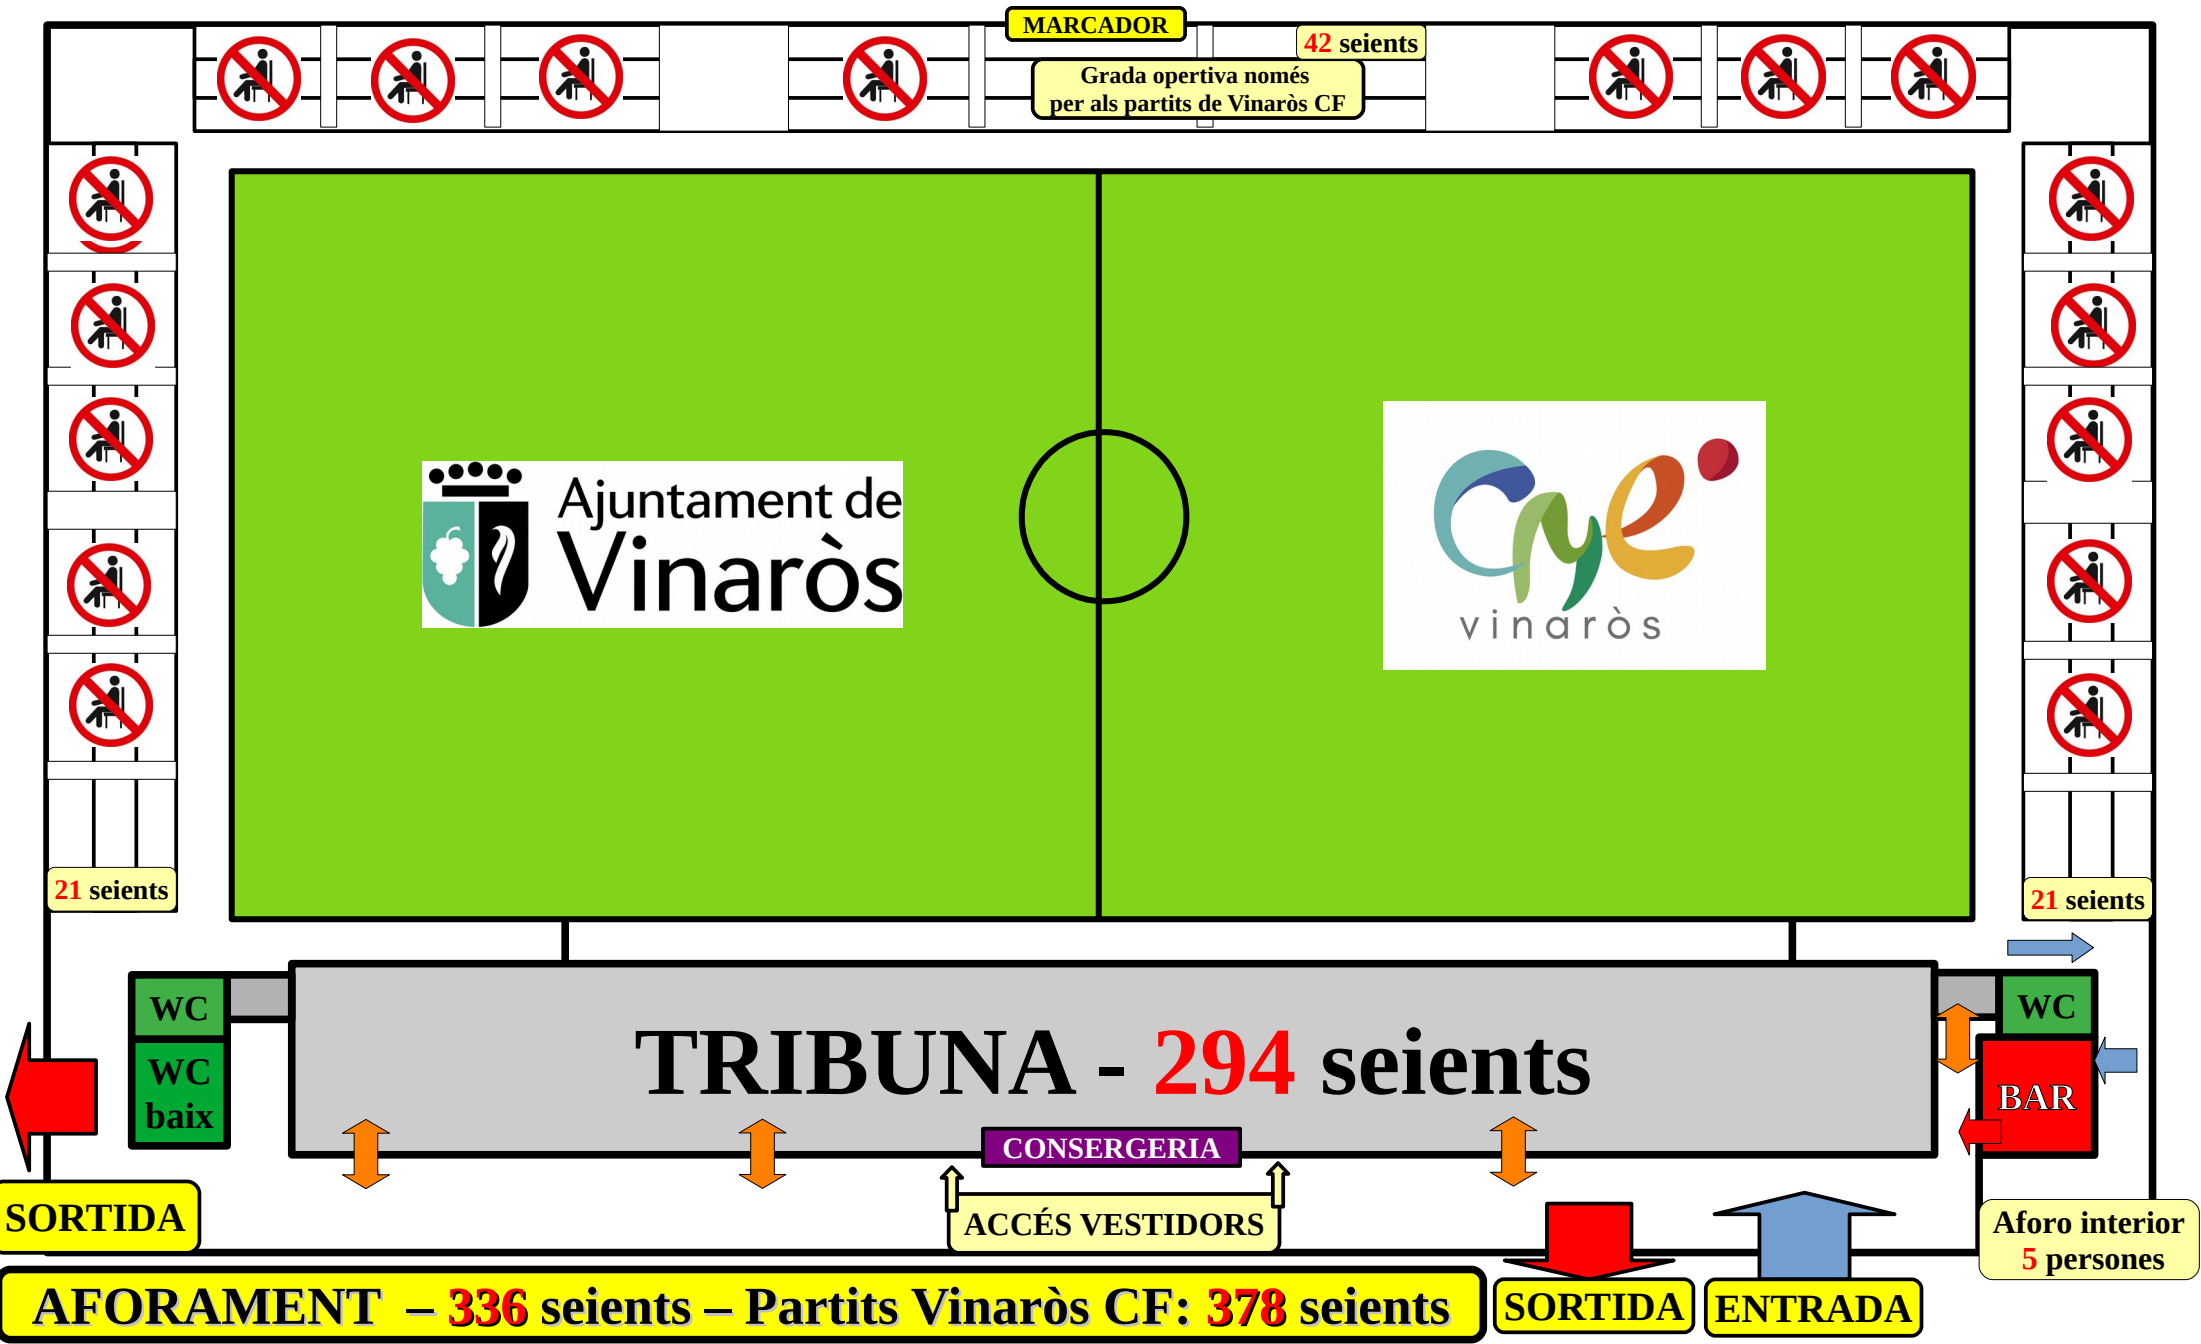 MARCADOR
42 seients
Grada opertiva només
per als partits de Vinaròs CF
Ajuntament de
Vinaròs
cme
vinaròs
21 seients
21 seients
WC
WC
baix
TRIBUNA - 294 seients
WC
BAR
CONSERGERIA
ACCÉS VESTIDORS
SORTIDA
Aforo interior
5 persones
AFORAMENT – 336 seients – Partits Vinaròs CF: 378 seients
SORTIDA
ENTRADA